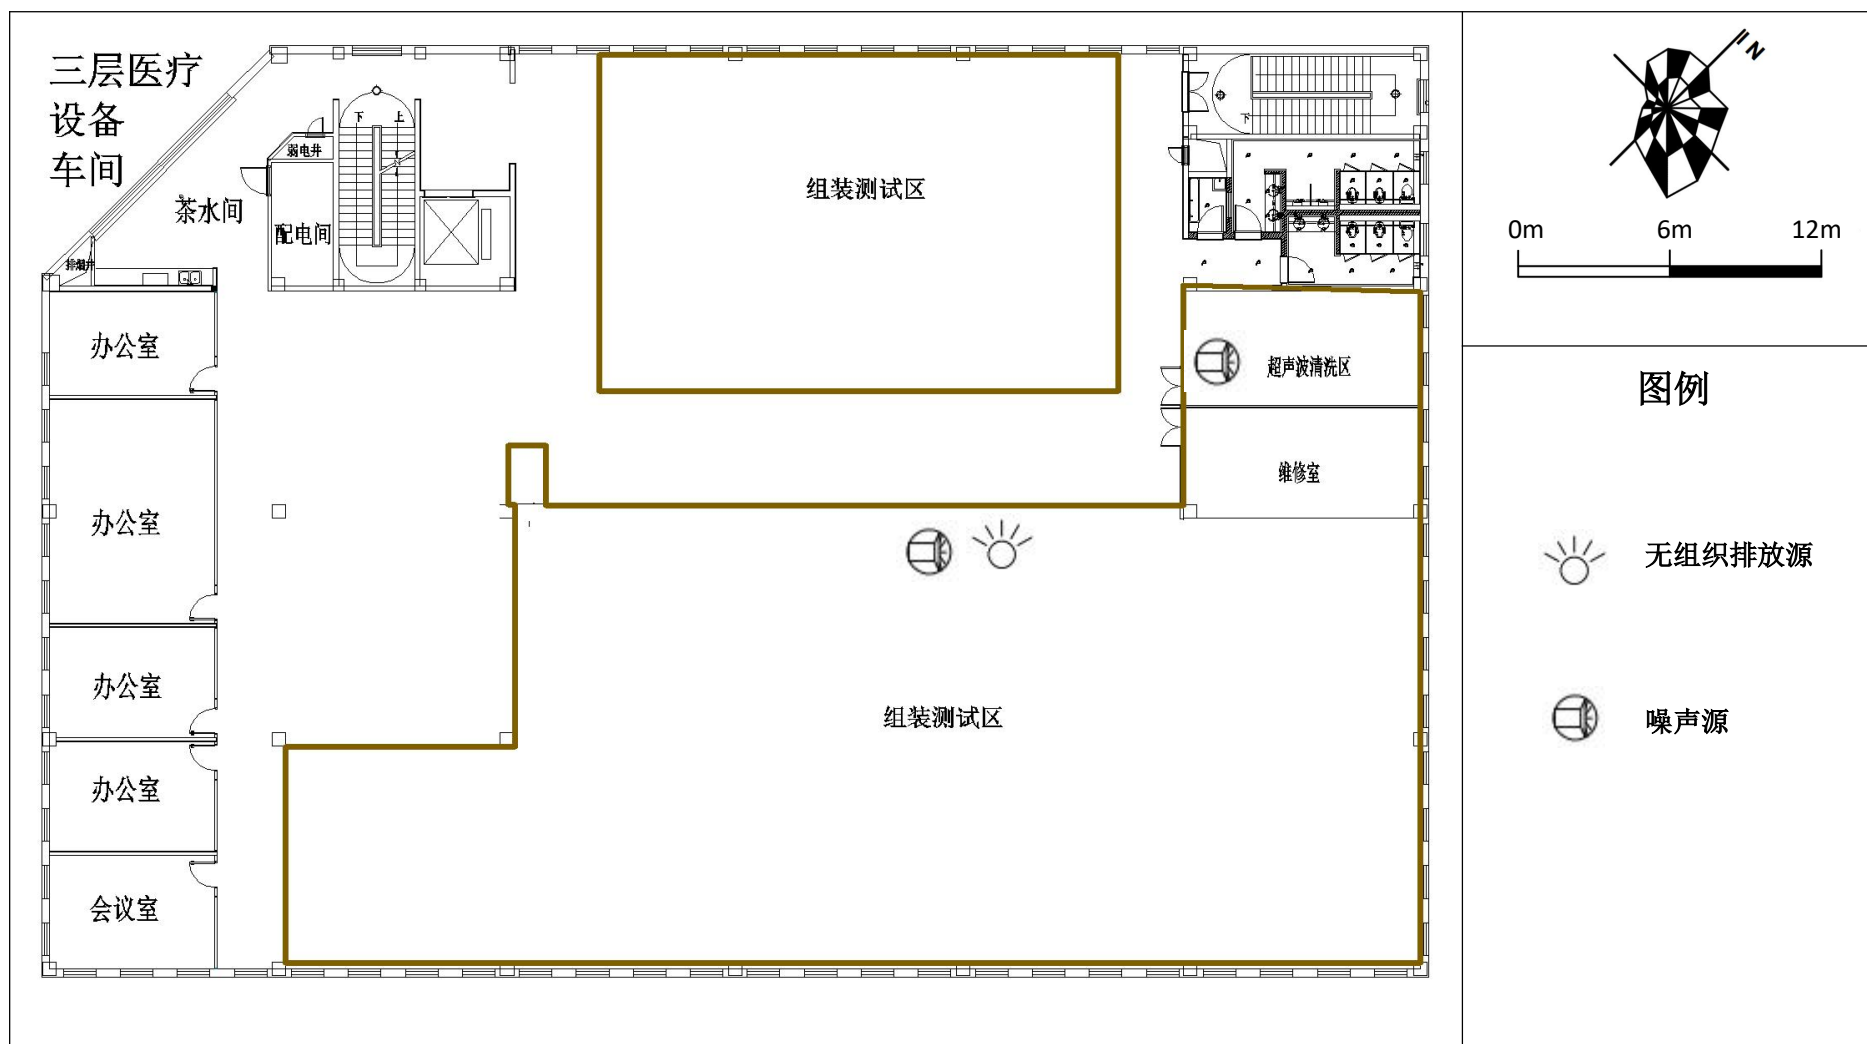 三层医疗
设备
车间
N
下
上
弱电井
下
组装测试区
茶水间
配电间
0m
6m
12m
排烟井
办公室
超声波清洗区
图例
维修室
办公室
无组织排放源
办公室
组装测试区
噪声源
办公室
会议室